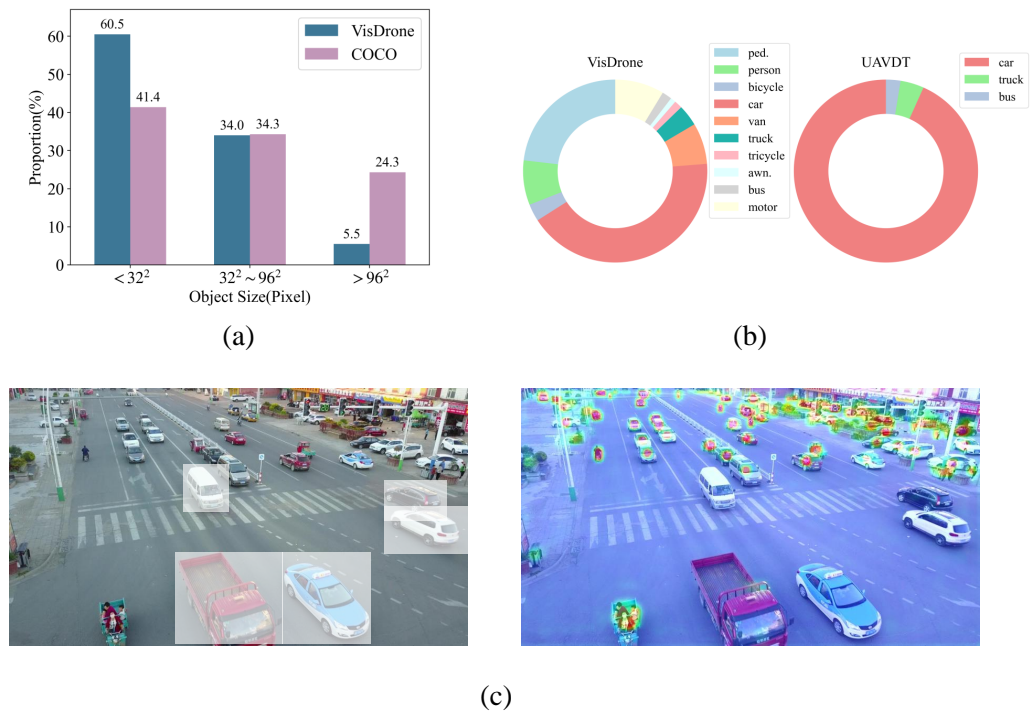 60.5
41.4
34.0
34.3
5.5
24.3
VisDrone
COCO
Proportion(%)
60
50
40
30
20
10
0
< 32²
32² ~ 96²
> 96²
Object Size(Pixel)
(a)
VisDrone
ped.
person
bicycle
car
van
truck
tricycle
awn.
bus
motor
UAVDT
car
truck
bus
(b)
(c)